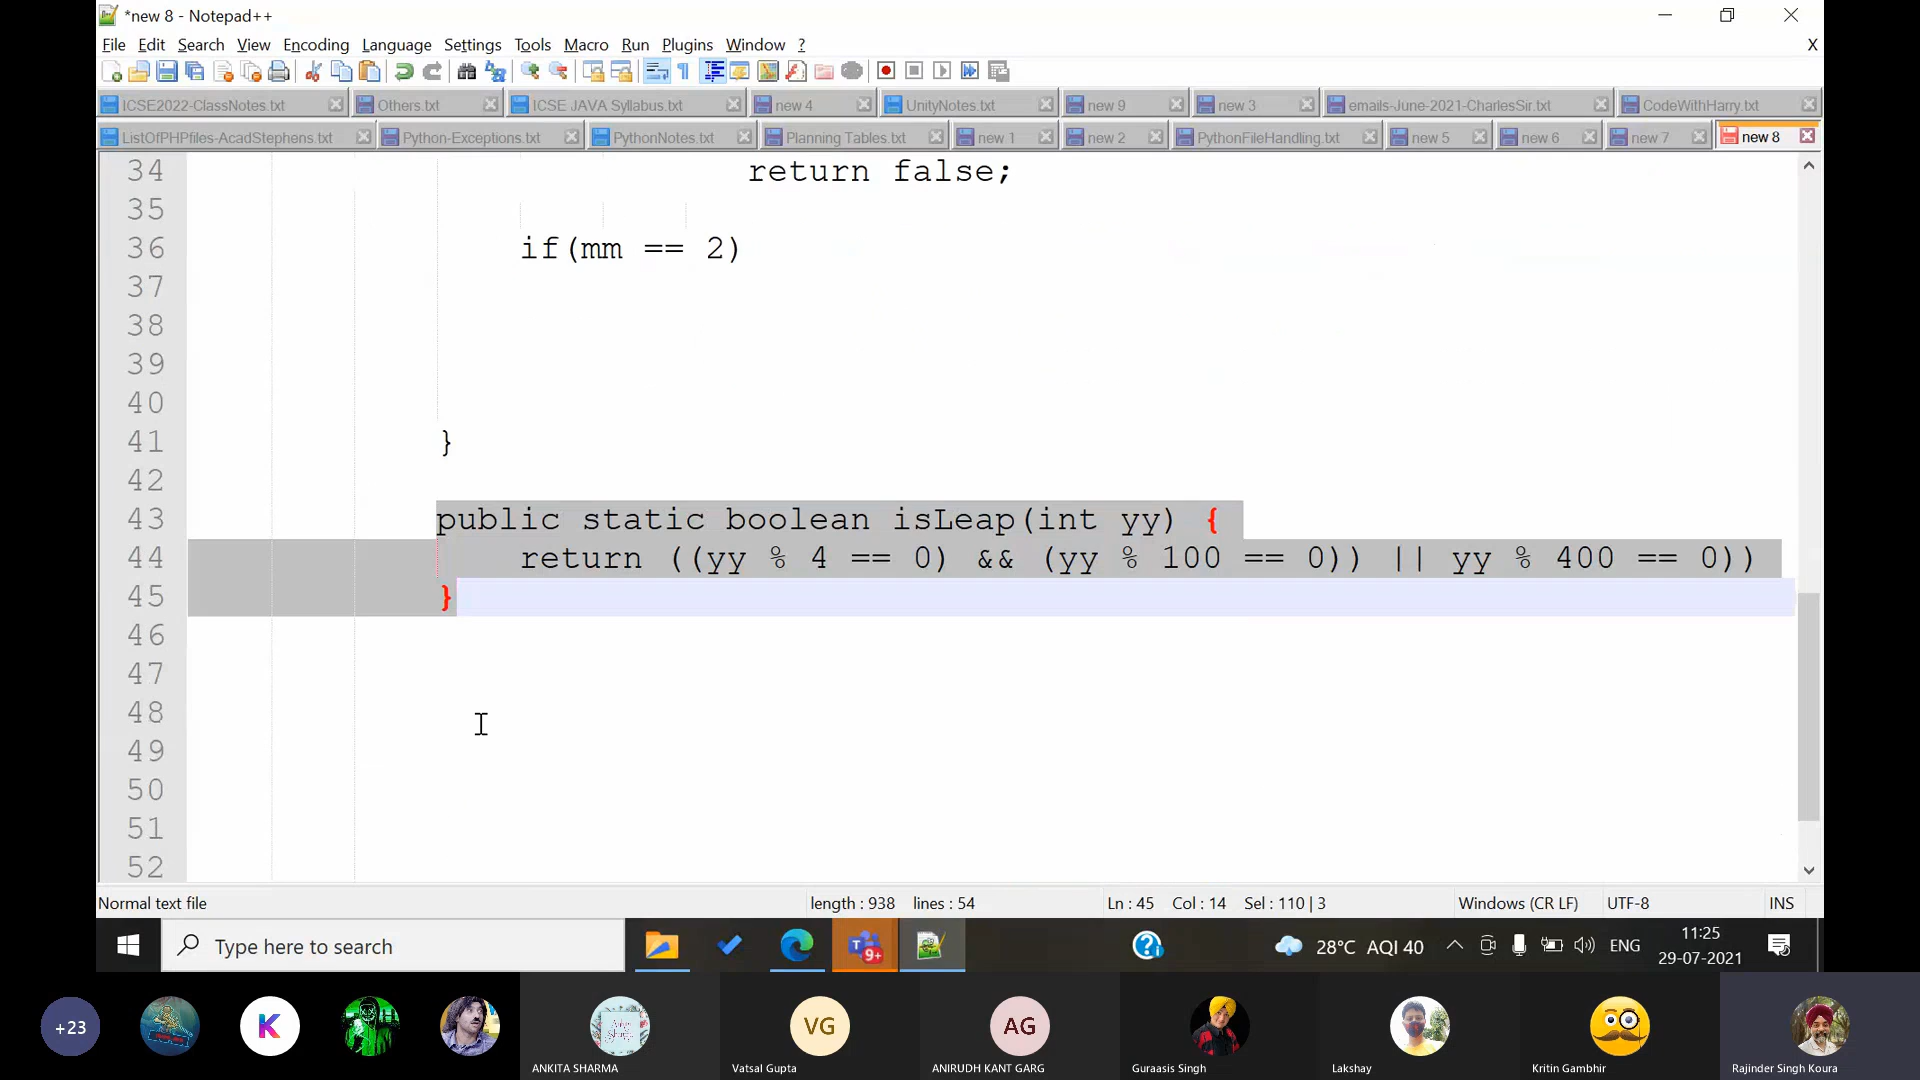 *new 8 - Notepad++
File Edit Search View Encoding Language Settings Tools Macro Run Plugins Window ? X
ICSE2022-ClassNotes.txt Others.txt ICSE JAVA Syllabus.txt new 4 UnityNotes.txt new 9 new 3 emails-June-2021-CharlesSir.txt CodeWithHarry.txt
ListOfPHPfiles-AcadStephens.txt Python-Exceptions.txt PythonNotes.txt Planning Tables.txt new 1 new 2 PythonFileHandling.txt new 5 new 6 new 7 new 8
34 return false;
35
36 if(mm == 2)
37
38
39
40
41 }
42
43 public static boolean isLeap(int yy) {
44 return ((yy % 4 == 0) && (yy % 100 == 0)) || yy % 400 == 0))
45 }
46
47
48
49
50
51
52
Normal text file length : 938 lines : 54 Ln : 45 Col : 14 Sel : 110 | 3 Windows (CR LF) UTF-8 INS
Type here to search 9+ 28°C AQI 40 ENG 11:25
29-07-2021
+23 K VG AG
ANKITA SHARMA Vatsal Gupta ANIRUDH KANT GARG Guraasis Singh Lakshay Kritin Gambhir Rajinder Singh Koura